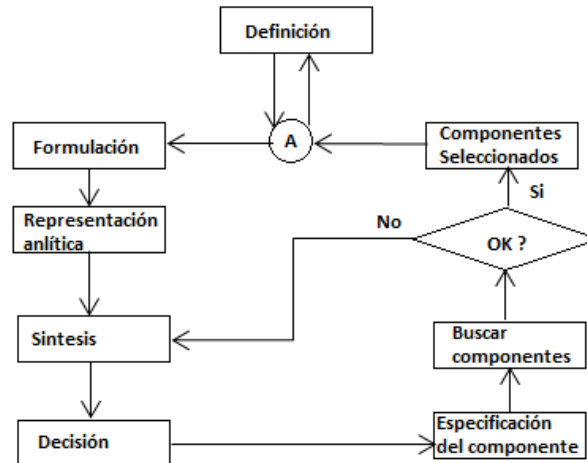 Definición
A
Formulación
Componentes
Seleccionados
Si
Representación
anlítica
No
OK ?
Sintesis
Buscar
componentes
Decisión
Especificación
del componente